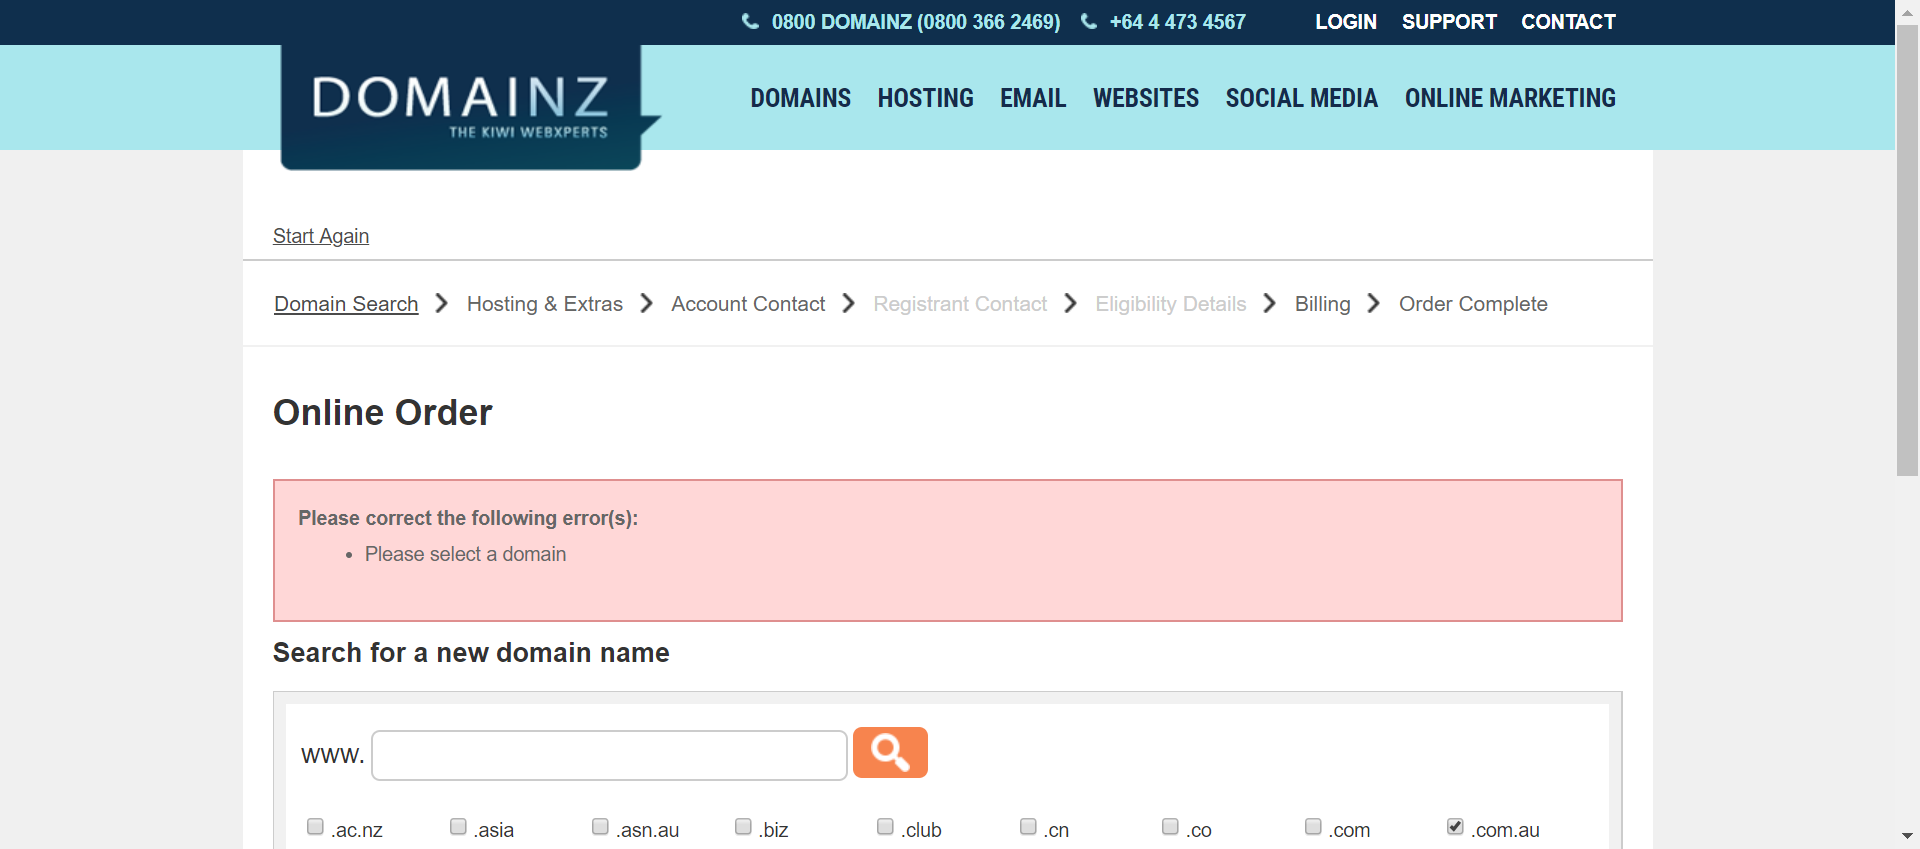 0800 DOMAINZ (0800 366 2469) +64 4 473 4567 LOGIN SUPPORT CONTACT
DOMAINZ
THE KIWI WEBXPERTS
DOMAINS HOSTING EMAIL WEBSITES SOCIAL MEDIA ONLINE MARKETING
Start Again
Domain Search Hosting & Extras Account Contact Registrant Contact Eligibility Details Billing Order Complete
Online Order
Please correct the following error(s):
• Please select a domain
Search for a new domain name
www.
.ac.nz .asia .asn.au .biz .club .cn .co .com .com.au